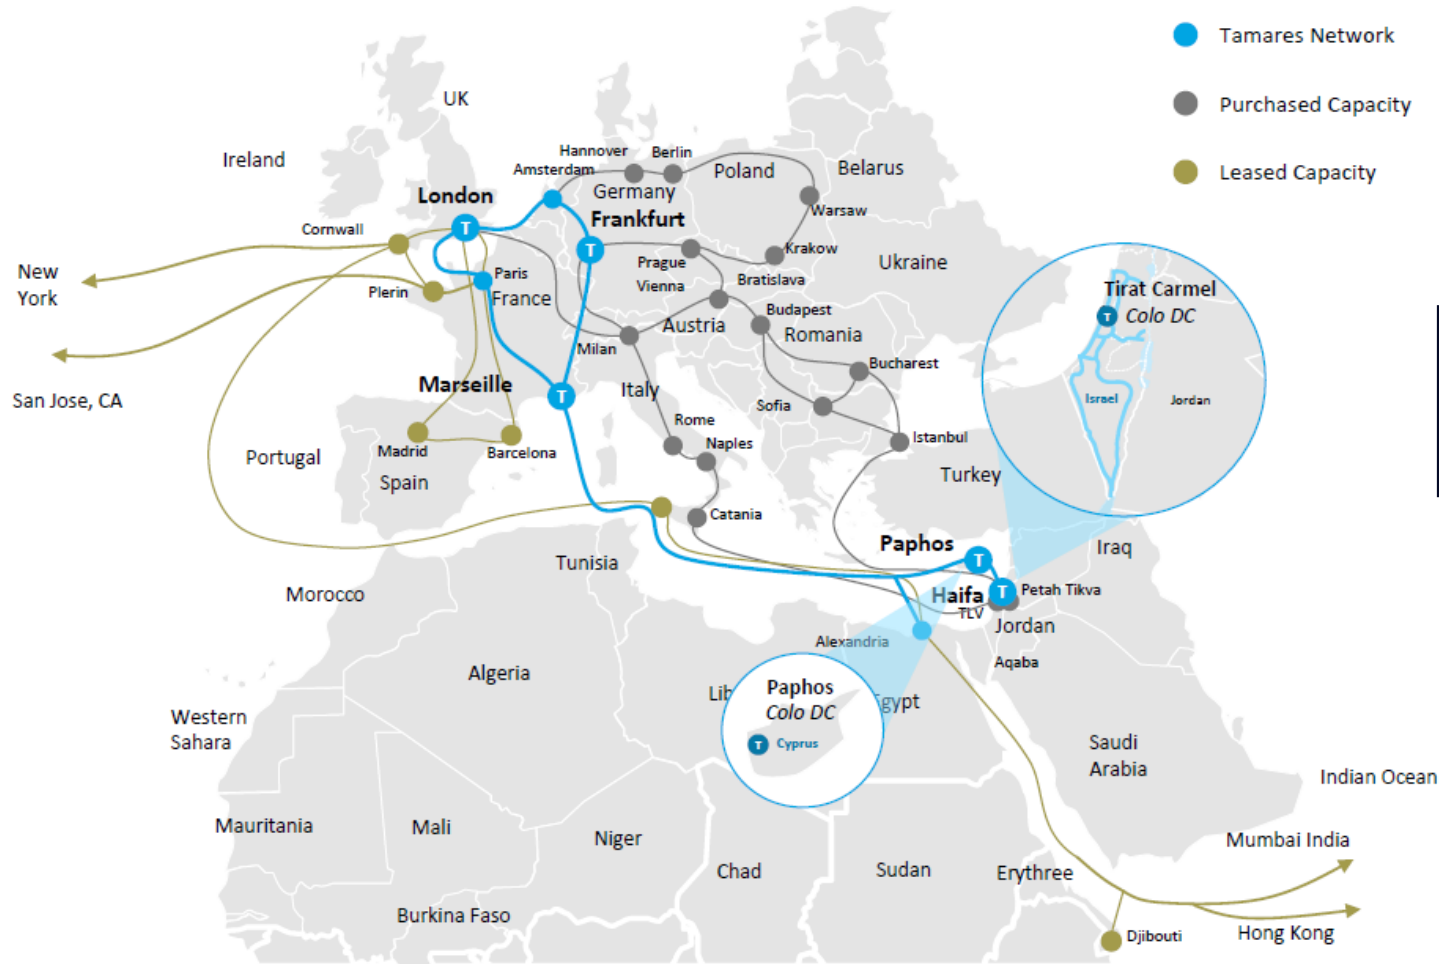 Tamares Network
Purchased Capacity
Leased Capacity
UK
Ireland
Hannover
Berlin
Amsterdam
Germany
Poland
Belarus
London
Frankfurt
Warsaw
Cornwall
Krakow
Prague
Ukraine
New
York
Plerin
Paris
France
Vienna
Bratislava
Budapest
Austria
Romania
Milan
Bucharest
San Jose, CA
Marseille
Italy
Sofia
Rome
Naples
Istanbul
Madrid
Barcelona
Portugal
Spain
Turkey
Catania
Tirat Carmel
T
Colo DC
Israel
Jordan
T
T
T
T
T
Paphos
Iraq
Tunisia
Morocco
Haifa
Petah Tikva
TLV
Jordan
Alexandria
Aqaba
Algeria
Lib
Egypt
Paphos
Colo DC
T
Cyprus
Western
Sahara
Saudi
Arabia
Indian Ocean
Mauritania
Mali
Niger
Chad
Sudan
Erythree
Mumbai India
Burkina Faso
Djibouti
Hong Kong